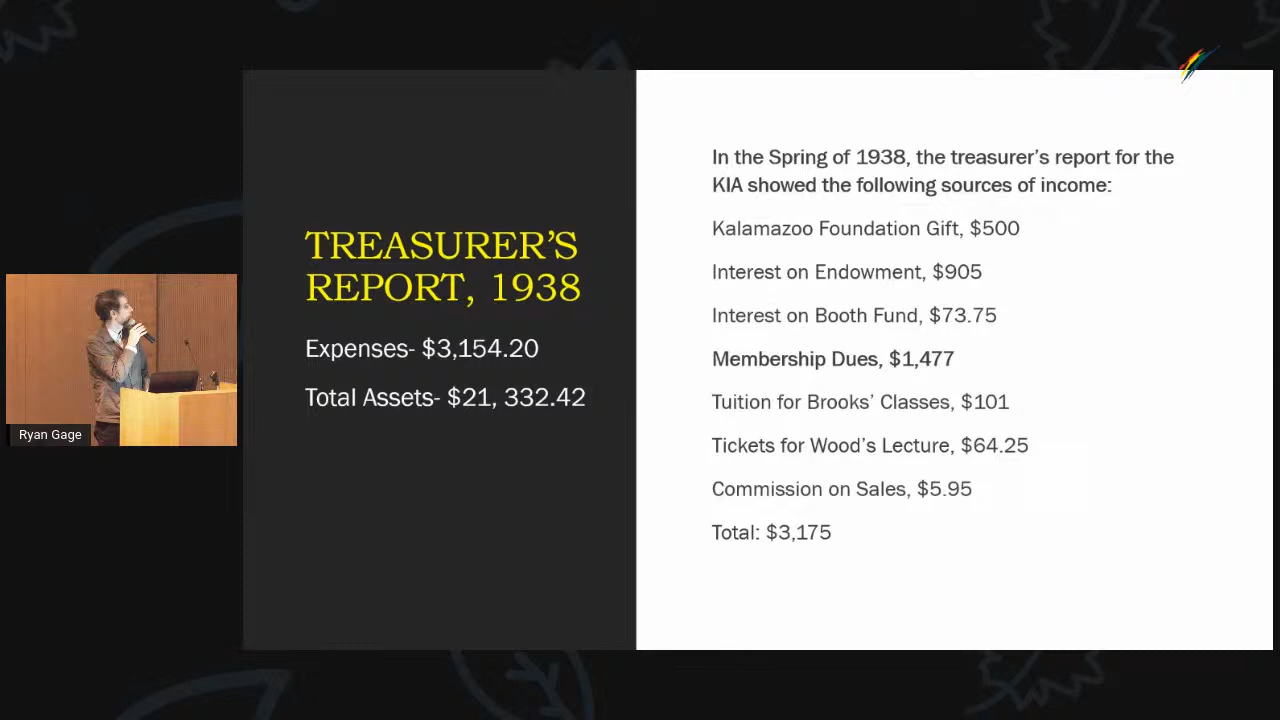 TREASURER'S
REPORT, 1938
Expenses- $3,154.20
Total Assets- $21, 332.42
In the Spring of 1938, the treasurer's report for the
KIA showed the following sources of income:
Kalamazoo Foundation Gift, $500
Interest on Endowment, $905
Interest on Booth Fund, $73.75
Membership Dues, $1,477
Tuition for Brooks' Classes, $101
Tickets for Wood's Lecture, $64.25
Commission on Sales, $5.95
Total: $3,175
Ryan Gage